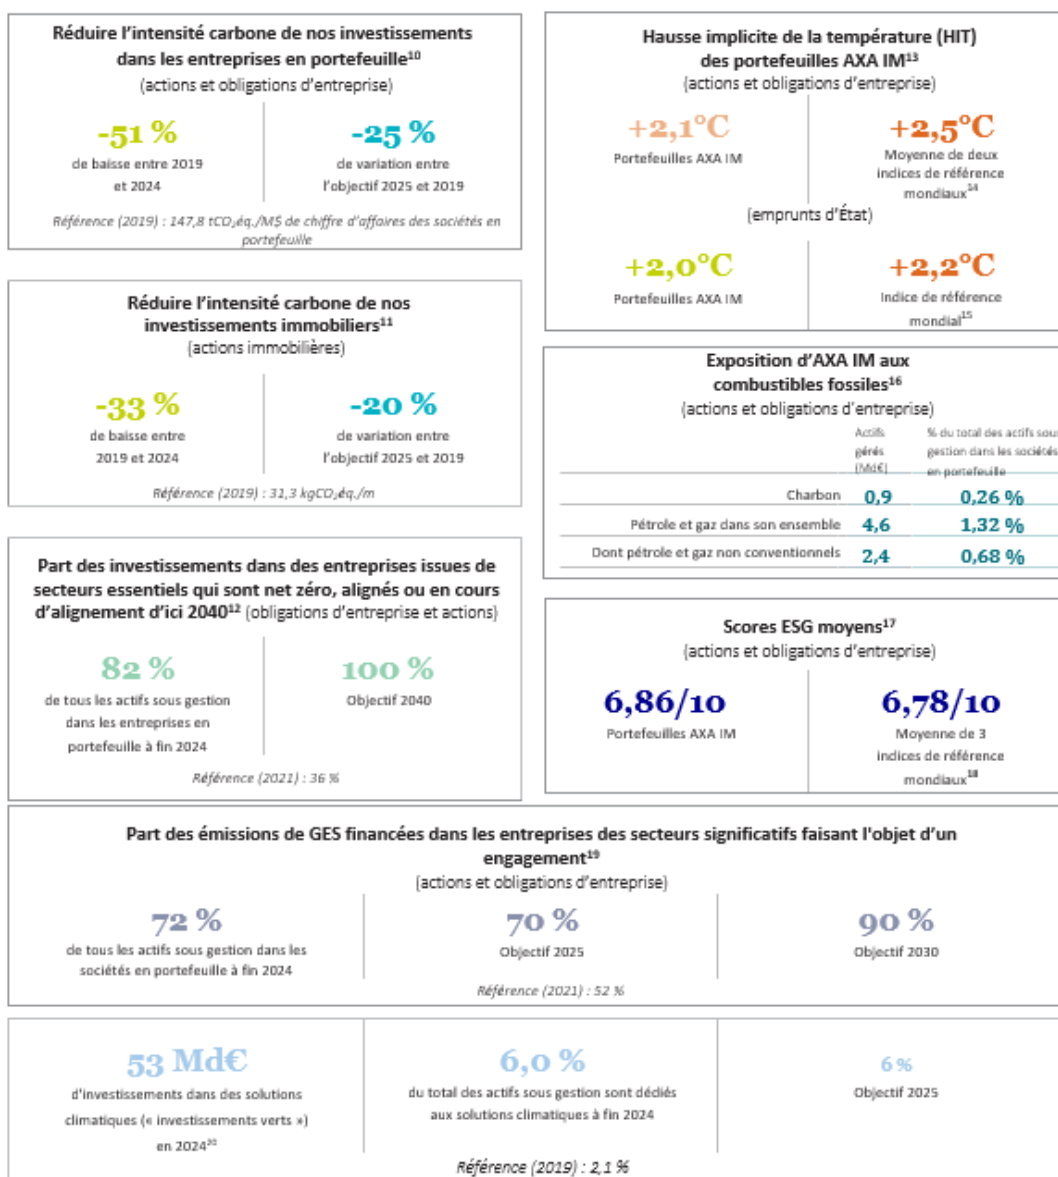 Réduire l'intensité carbone de nos investissements
dans les entreprises en portefeuille¹⁰
(actions et obligations d'entreprise)
-51 %
de baisse entre 2019
et 2024
-25 %
de variation entre
l'objectif 2025 et 2019
Référence (2019) : 147,8 tCO₂éq./M$ de chiffre d'affaires des sociétés en
portefeuille
Réduire l'intensité carbone de nos
investissements immobiliers¹¹
(actions immobilières)
-33 %
de baisse entre
2019 et 2024
-20 %
de variation entre
l'objectif 2025 et 2019
Référence (2019) : 31,3 kgCO₂éq./m
Part des investissements dans des entreprises issues de
secteurs essentiels qui sont net zéro, alignés ou en cours
d'alignement d'ici 2040¹² (obligations d'entreprise et actions)
82 %
de tous les actifs sous gestion
dans les entreprises en
portefeuille à fin 2024
100 %
Objectif 2040
Référence (2021) : 36 %
Hausse implicite de la température (HIT)
des portefeuilles AXA IM¹³
(actions et obligations d'entreprise)
+2,1°C
Portefeuilles AXA IM
+2,5°C
Moyenne de deux
indices de référence
mondiaux¹⁴
(emprunts d'État)
+2,0°C
Portefeuilles AXA IM
+2,2°C
Indice de référence
mondial¹⁵
Exposition d'AXA IM aux
combustibles fossiles¹⁶
(actions et obligations d'entreprise)
Actifs
gérés
(Md€)
% du total des actifs sous
gestion dans les sociétés
en portefeuille
Charbon 0,9 0,26 %
Pétrole et gaz dans son ensemble 4,6 1,32 %
Dont pétrole et gaz non conventionnels 2,4 0,68 %
Scores ESG moyens¹⁷
(actions et obligations d'entreprise)
6,86/10
Portefeuilles AXA IM
6,78/10
Moyenne de 3
indices de référence
mondiaux¹⁸
Part des émissions de GES financées dans les entreprises des secteurs significatifs faisant l'objet d'un
engagement¹⁹
(actions et obligations d'entreprise)
72 %
de tous les actifs sous gestion dans les
sociétés en portefeuille à fin 2024
70 %
Objectif 2025
90 %
Objectif 2030
Référence (2021) : 52 %
53 Md€
d'investissements dans des solutions
climatiques (« investissements verts »)
en 2024²⁰
6,0 %
du total des actifs sous gestion sont dédiés
aux solutions climatiques à fin 2024
6 %
Objectif 2025
Référence (2019) : 2,1 %